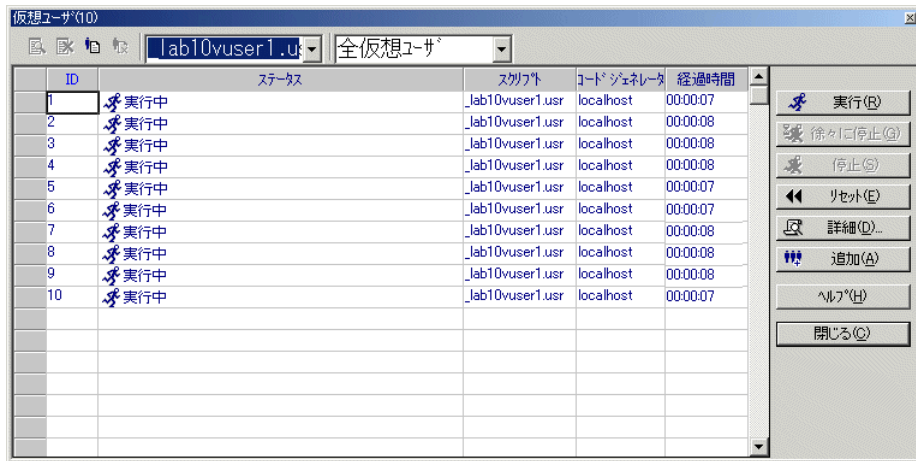 仮想ユーザ(10)
_lab10vuser1.us 全仮想ユーザ
ID ステータス スクリプト コードジェネレータ 経過時間
1 実行中 _lab10vuser1.usr localhost 00:00:07
2 実行中 _lab10vuser1.usr localhost 00:00:08
3 実行中 _lab10vuser1.usr localhost 00:00:08
4 実行中 _lab10vuser1.usr localhost 00:00:08
5 実行中 _lab10vuser1.usr localhost 00:00:07
6 実行中 _lab10vuser1.usr localhost 00:00:07
7 実行中 _lab10vuser1.usr localhost 00:00:08
8 実行中 _lab10vuser1.usr localhost 00:00:08
9 実行中 _lab10vuser1.usr localhost 00:00:08
10 実行中 _lab10vuser1.usr localhost 00:00:07
実行(R)
徐々に停止(G)
停止(S)
リセット(E)
詳細(D)...
追加(A)
ヘルプ(H)
閉じる(C)